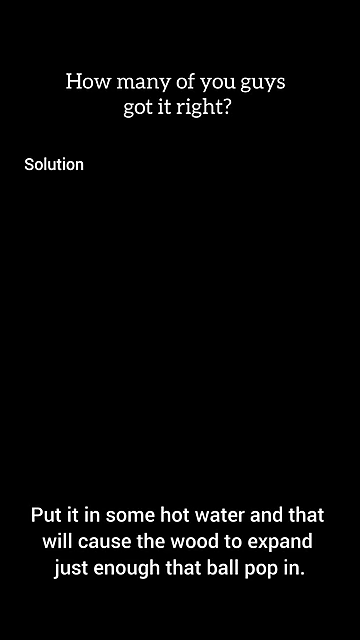 How many of you guys
got it right?
Solution
Put it in some hot water and that
will cause the wood to expand
just enough that ball pop in.